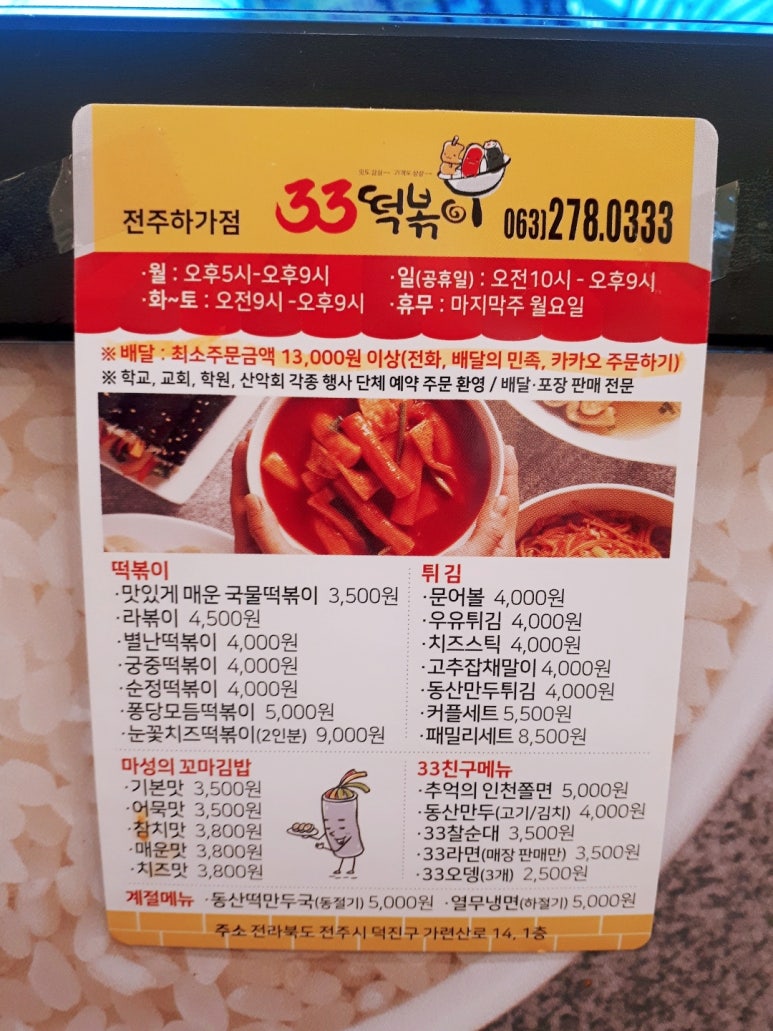 맛도 삼삼~~ 가격도 삼삼~~
전주하가점 33떡볶이 063)278.0333
·월 : 오후5시-오후9시 ·일(공휴일) : 오전10시 - 오후9시
·화~토 : 오전9시 -오후9시 ·휴무 : 마지막주 월요일
※ 배달 : 최소주문금액 13,000원 이상(전화, 배달의 민족, 카카오 주문하기)
※ 학교, 교회, 학원, 산악회 각종 행사 단체 예약 주문 환영 / 배달·포장 판매 전문
떡볶이
·맛있게 매운 국물떡볶이 3,500원
·라볶이 4,500원
·별난떡볶이 4,000원
·궁중떡볶이 4,000원
·순정떡볶이 4,000원
·퐁당모듬떡볶이 5,000원
·눈꽃치즈떡볶이(2인분) 9,000원
튀 김
·문어볼 4,000원
·우유튀김 4,000원
·치즈스틱 4,000원
·고추잡채말이 4,000원
·동산만두튀김 4,000원
·커플세트 5,500원
·패밀리세트 8,500원
마성의 꼬마김밥
·기본맛 3,500원
·어묵맛 3,500원
·참치맛 3,800원
·매운맛 3,800원
·치즈맛 3,800원
33친구메뉴
·추억의 인천쫄면 5,000원
·동산만두(고기/김치) 4,000원
·33찰순대 3,500원
·33라면(매장 판매만) 3,500원
·33오뎅(3개) 2,500원
계절메뉴 ·동산떡만두국(동절기) 5,000원 ·열무냉면(하절기) 5,000원
주소 전라북도 전주시 덕진구 가련산로 14, 1층